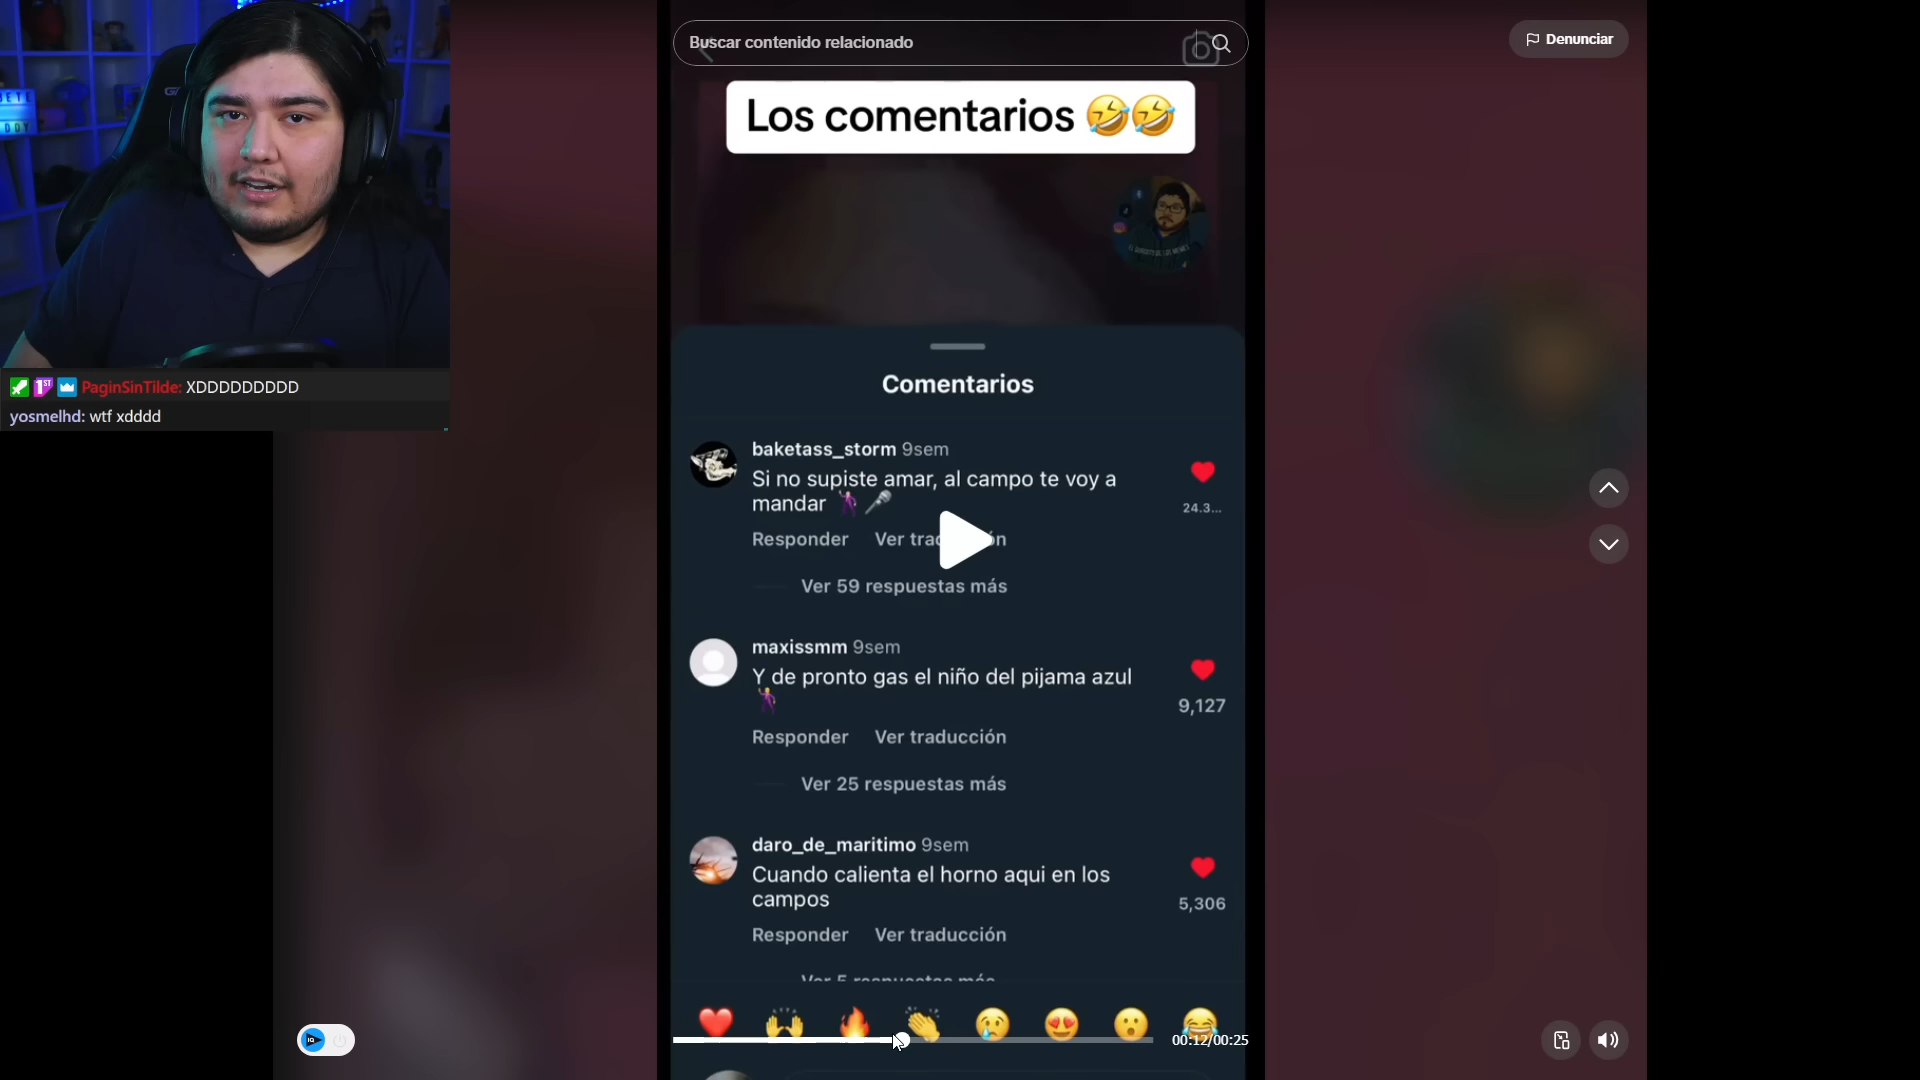 Buscar contenido relacionado
Denunciar
Los comentarios 🤣🤣
PaginSinTilde: XDDDDDDDDD
yosmelhd: wtf xdddd
Comentarios
baketass_storm 9sem
Si no supiste amar, al campo te voy a
mandar 🕺🎤
24.3...
Responder Ver
Ver 59 respuestas más
maxissmm 9sem
Y de pronto gas el niño del pijama azul
🕺
9,127
Responder Ver traducción
Ver 25 respuestas más
daro_de_maritimo 9sem
Cuando calienta el horno aqui en los
campos
5,306
Responder Ver traducción
Ver 5 respuestas más
❤️🙌🔥👏😢😍😮😂
00:12/00:25